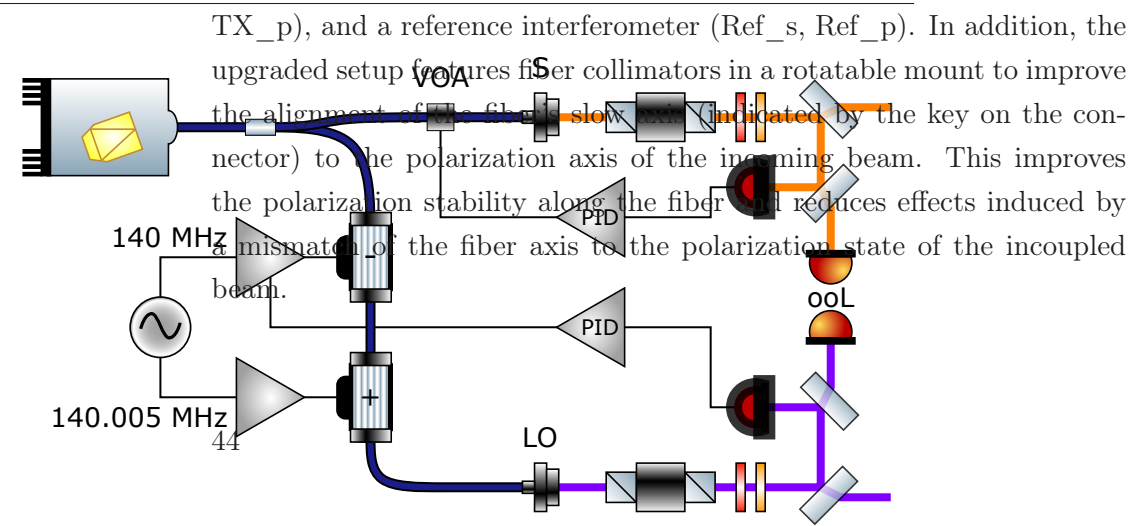 TX_p), and a reference interferometer (Ref_s, Ref_p). In addition, the
upgraded setup features fiber collimators in a rotatable mount to improve
the alignment of the fiber's slow axis (indicated by the key on the con-
nector) to the polarization axis of the incoming beam. This improves
the polarization stability along the fiber and reduces effects induced by
a mismatch of the fiber axis to the polarization state of the incoupled
beam.
VOA
S
PID
140 MHz
-
ooL
PID
+
140.005 MHz
LO
44